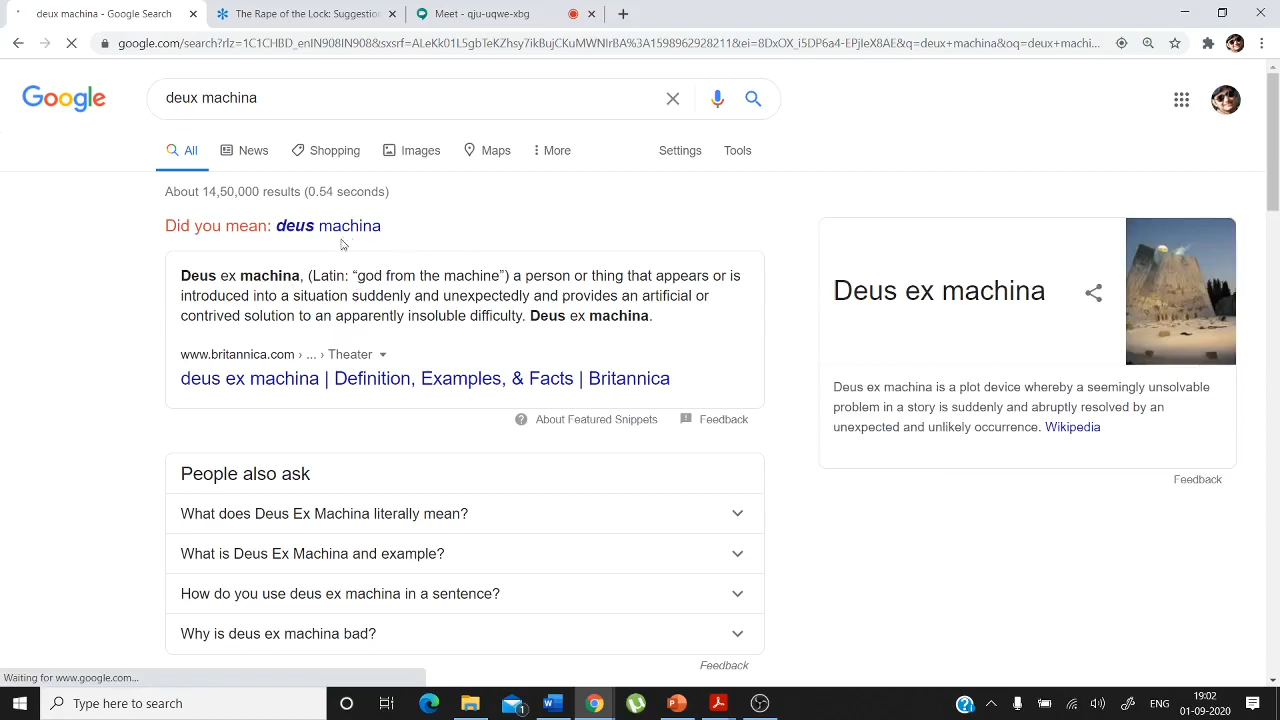 deux machina - Google Search
The Rape of the Lock: Suggestion
Meet - qju-uqwe-xbg
google.com/search?rlz=1C1CHBD_enIN908IN908&sxsrf=ALeKk01L5gbTeKZhsy7ikBujCKuMWNIrBA%3A1598962928211&ei=8DxOX_i5DP6a4-EPjleX8AE&q=deux+machina&oq=deux+machi...
Google
deux machina
All
News
Shopping
Images
Maps
More
Settings
Tools
About 14,50,000 results (0.54 seconds)
Did you mean: deus machina
Deus ex machina, (Latin: “god from the machine”) a person or thing that appears or is
introduced into a situation suddenly and unexpectedly and provides an artificial or
contrived solution to an apparently insoluble difficulty. Deus ex machina.
www.britannica.com › ... › Theater
deus ex machina | Definition, Examples, & Facts | Britannica
About Featured Snippets
Feedback
People also ask
What does Deus Ex Machina literally mean?
What is Deus Ex Machina and example?
How do you use deus ex machina in a sentence?
Why is deus ex machina bad?
Feedback
Deus ex machina
Deus ex machina is a plot device whereby a seemingly unsolvable
problem in a story is suddenly and abruptly resolved by an
unexpected and unlikely occurrence. Wikipedia
Feedback
Waiting for www.google.com...
Type here to search
1
ENG
19:02
01-09-2020